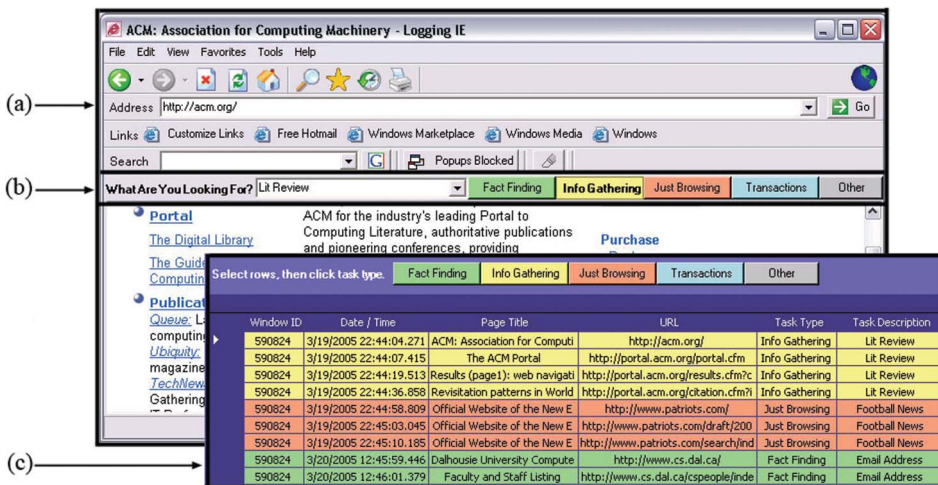 ACM: Association for Computing Machinery - Logging IE
File Edit View Favorites Tools Help
(a)
Address http://acm.org/ Go
Links Customize Links Free Hotmail Windows Marketplace Windows Media Windows
Search G Popups Blocked
(b)
What Are You Looking For? Lit Review Fact Finding Info Gathering Just Browsing Transactions Other
Portal
The Digital Library
The Guide
Computin
Publicat
Queue: La
computing
Ubiquity:
magazine
TechNews
Gathering
ACM for the industry's leading Portal to
Computing Literature, authoritative publications
and pioneering conferences, providing
Purchase
Select rows, then click task type. Fact Finding Info Gathering Just Browsing Transactions Other
Window ID Date / Time Page Title URL Task Type Task Description
590824 3/19/2005 22:44:04.271 ACM: Association for Computi http://acm.org/ Info Gathering Lit Review
590824 3/19/2005 22:44:07.415 The ACM Portal http://portal.acm.org/portal.cfm Info Gathering Lit Review
590824 3/19/2005 22:44:19.513 Results (page1): web navigati http://portal.acm.org/results.cfm?c Info Gathering Lit Review
590824 3/19/2005 22:44:36.858 Revisitation patterns in World http://portal.acm.org/citation.cfm?i Info Gathering Lit Review
590824 3/19/2005 22:44:58.809 Official Website of the New E http://www.patriots.com/ Just Browsing Football News
590824 3/19/2005 22:45:03.045 Official Website of the New E http://www.patriots.com/draft/200 Just Browsing Football News
590824 3/19/2005 22:45:10.185 Official Website of the New E http://www.patriots.com/search/ind Just Browsing Football News
(c)
590824 3/20/2005 12:45:59.446 Dalhousie University Compute http://www.cs.dal.ca/ Fact Finding Email Address
590824 3/20/2005 12:46:01.379 Faculty and Staff Listing http://www.cs.dal.ca/cspeople/inde Fact Finding Email Address